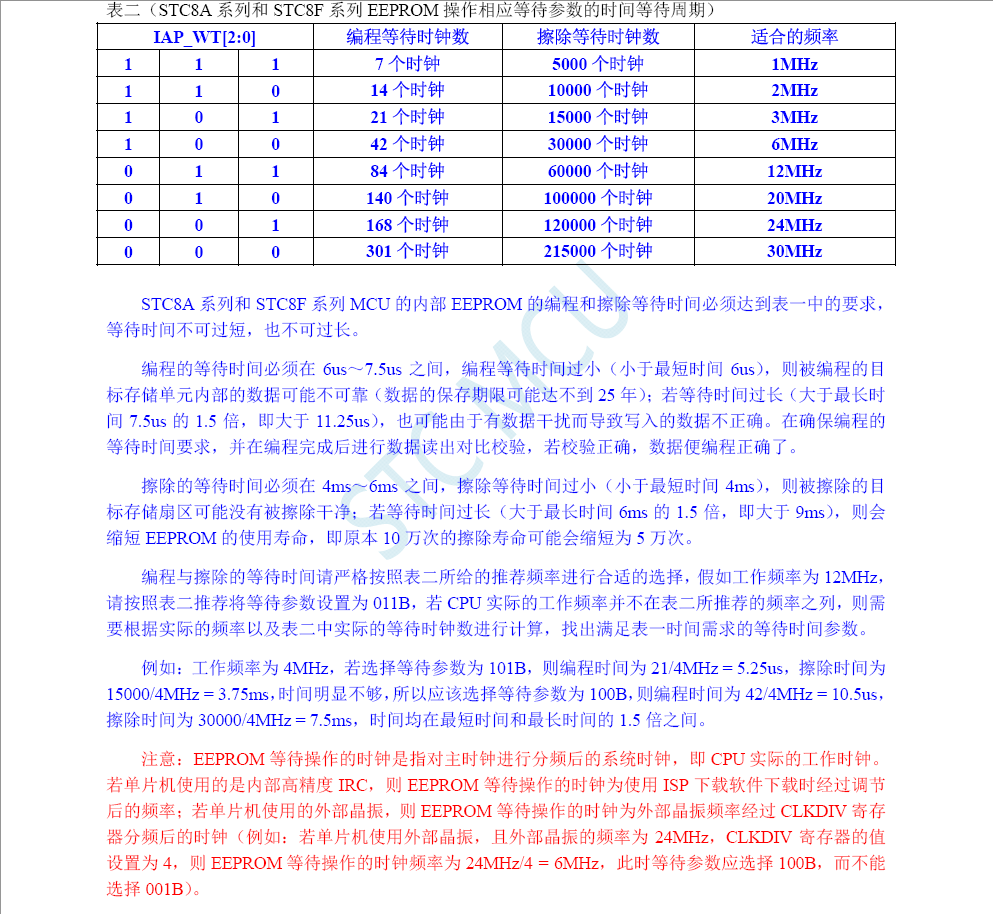 表二（STC8A 系列和 STC8F 系列 EEPROM 操作相应等待参数的时间等待周期）
IAP_WT[2:0] 编程等待时钟数 擦除等待时钟数 适合的频率
1 1 1 7 个时钟 5000 个时钟 1MHz
1 1 0 14 个时钟 10000 个时钟 2MHz
1 0 1 21 个时钟 15000 个时钟 3MHz
1 0 0 42 个时钟 30000 个时钟 6MHz
0 1 1 84 个时钟 60000 个时钟 12MHz
0 1 0 140 个时钟 100000 个时钟 20MHz
0 0 1 168 个时钟 120000 个时钟 24MHz
0 0 0 301 个时钟 215000 个时钟 30MHz
STC8A 系列和 STC8F 系列 MCU 的内部 EEPROM 的编程和擦除等待时间必须达到表一中的要求，
等待时间不可过短，也不可过长。
编程的等待时间必须在 6us～7.5us 之间，编程等待时间过小（小于最短时间 6us），则被编程的目
标存储单元内部的数据可能不可靠（数据的保存期限可能达不到 25 年）；若等待时间过长（大于最长时
间 7.5us 的 1.5 倍，即大于 11.25us），也可能由于有数据干扰而导致写入的数据不正确。在确保编程的
等待时间要求，并在编程完成后进行数据读出对比校验，若校验正确，数据便编程正确了。
擦除的等待时间必须在 4ms～6ms 之间，擦除等待时间过小（小于最短时间 4ms），则被擦除的目
标存储扇区可能没有被擦除干净；若等待时间过长（大于最长时间 6ms 的 1.5 倍，即大于 9ms），则会
缩短 EEPROM 的使用寿命，即原本 10 万次的擦除寿命可能会缩短为 5 万次。
编程与擦除的等待时间请严格按照表二所给的推荐频率进行合适的选择，假如工作频率为 12MHz，
请按照表二推荐将等待参数设置为 011B，若 CPU 实际的工作频率并不在表二所推荐的频率之列，则需
要根据实际的频率以及表二中实际的等待时钟数进行计算，找出满足表一时间需求的等待时间参数。
例如：工作频率为 4MHz，若选择等待参数为 101B，则编程时间为 21/4MHz = 5.25us，擦除时间为
15000/4MHz = 3.75ms，时间明显不够，所以应该选择等待参数为 100B，则编程时间为 42/4MHz = 10.5us，
擦除时间为 30000/4MHz = 7.5ms，时间均在最短时间和最长时间的 1.5 倍之间。
注意：EEPROM 等待操作的时钟是指对主时钟进行分频后的系统时钟，即 CPU 实际的工作时钟。
若单片机使用的是内部高精度 IRC，则 EEPROM 等待操作的时钟为使用 ISP 下载软件下载时经过调节
后的频率；若单片机使用的外部晶振，则 EEPROM 等待操作的时钟为外部晶振频率经过 CLKDIV 寄存
器分频后的时钟（例如：若单片机使用外部晶振，且外部晶振的频率为 24MHz，CLKDIV 寄存器的值
设置为 4，则 EEPROM 等待操作的时钟频率为 24MHz/4 = 6MHz，此时等待参数应选择 100B，而不能
选择 001B）。
STC MCU